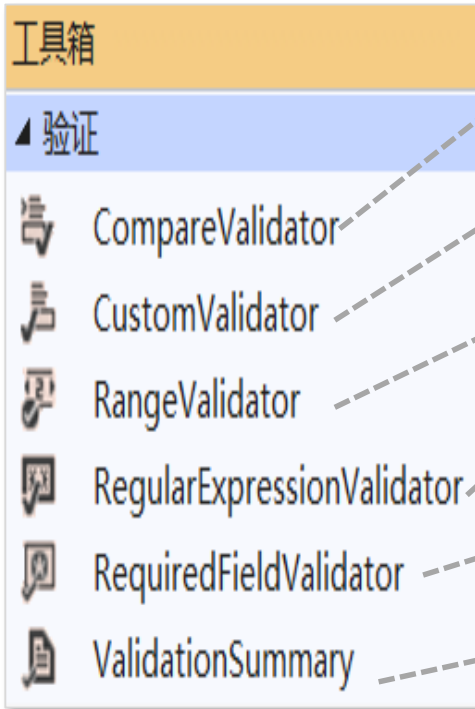 工具箱
验证
CompareValidator
CustomValidator
RangeValidator
RegularExpressionValidator
RequiredFieldValidator
ValidationSummary